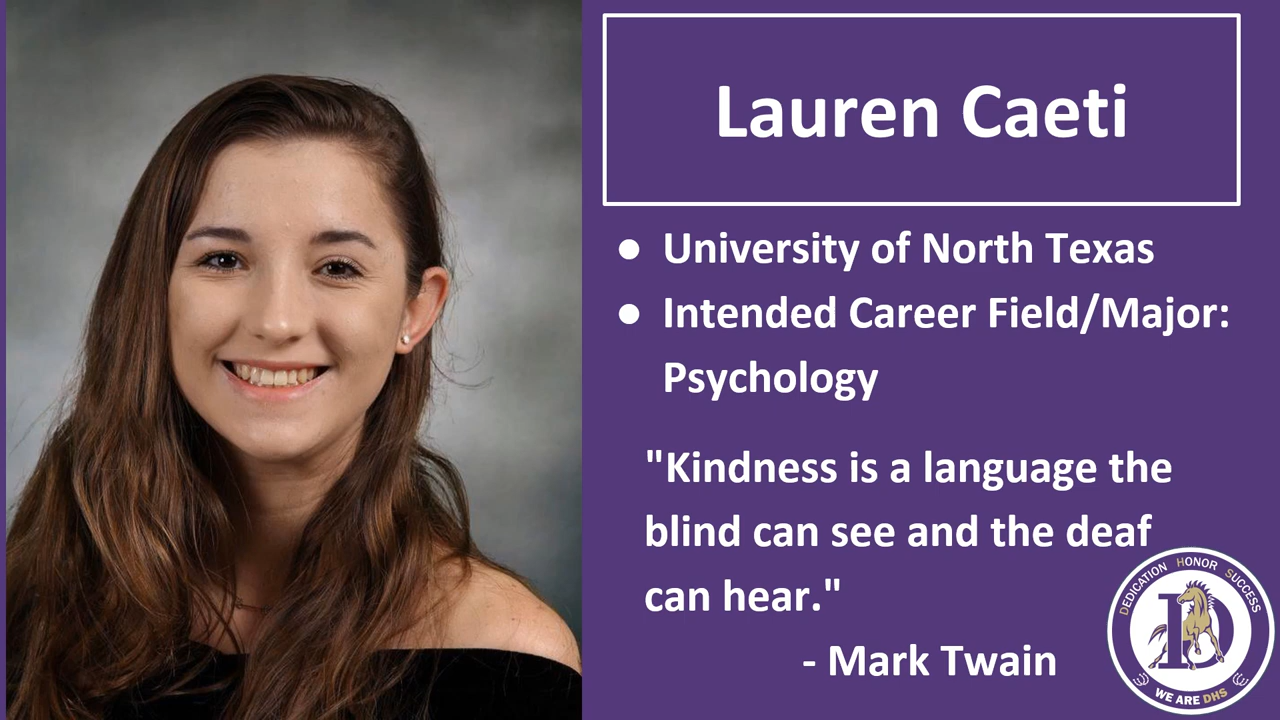 Lauren Caeti
● University of North Texas
● Intended Career Field/Major:
Psychology
"Kindness is a language the
blind can see and the deaf
can hear."
- Mark Twain
DEDICATION HONOR SUCCESS
D
WE ARE DHS